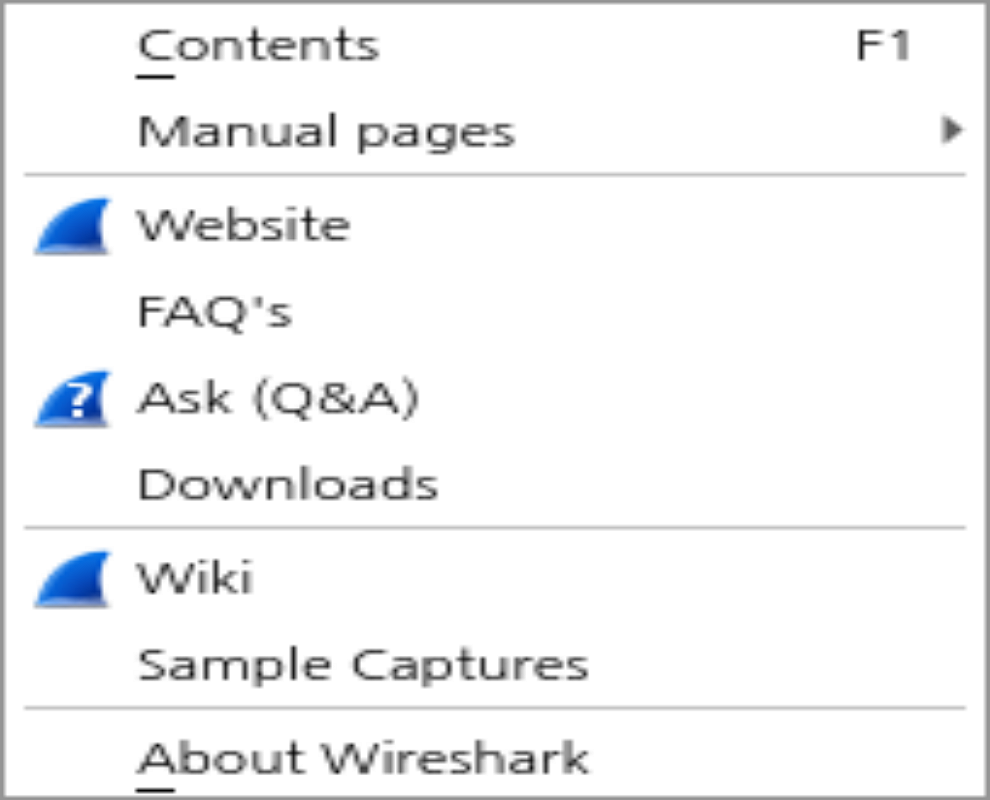 Contents F1
Manual pages
Website
FAQ's
? Ask (Q&A)
Downloads
Wiki
Sample Captures
About Wireshark